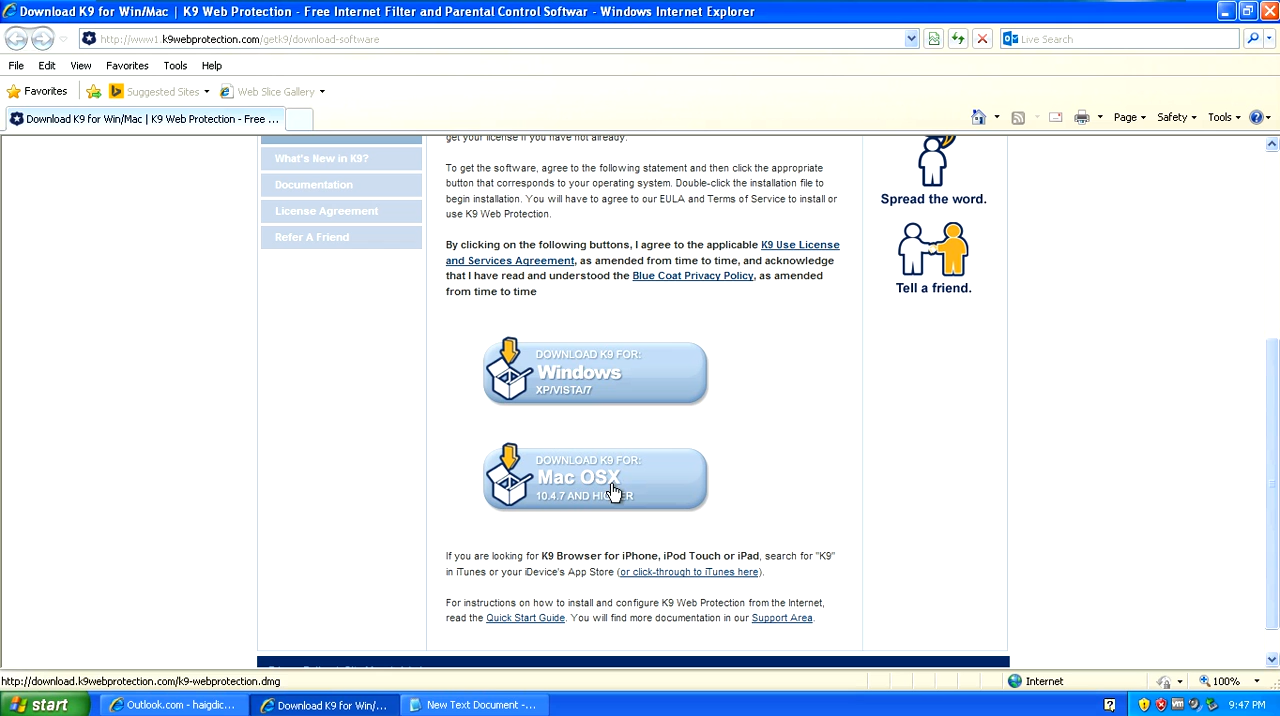 Download K9 for Win/Mac | K9 Web Protection - Free Internet Filter and Parental Control Softwar - Windows Internet Explorer
http://www1.k9webprotection.com/getk9/download-software
Live Search
File Edit View Favorites Tools Help
Favorites Suggested Sites Web Slice Gallery
Download K9 for Win/Mac | K9 Web Protection - Free ...
Page Safety Tools
get your license if you have not already.
What's New in K9?
Documentation
License Agreement
Refer A Friend
To get the software, agree to the following statement and then click the appropriate
button that corresponds to your operating system. Double-click the installation file to
begin installation. You will have to agree to our EULA and Terms of Service to install or
use K9 Web Protection.
By clicking on the following buttons, I agree to the applicable K9 Use License
and Services Agreement, as amended from time to time, and acknowledge
that I have read and understood the Blue Coat Privacy Policy, as amended
from time to time
DOWNLOAD K9 FOR:
Windows
XP/VISTA/7
DOWNLOAD K9 FOR:
Mac OSX
10.4.7 AND HIGHER
If you are looking for K9 Browser for iPhone, iPod Touch or iPad, search for "K9"
in iTunes or your iDevice's App Store (or click-through to iTunes here).
For instructions on how to install and configure K9 Web Protection from the Internet,
read the Quick Start Guide. You will find more documentation in our Support Area.
Spread the word.
Tell a friend.
http://download.k9webprotection.com/k9-webprotection.dmg
Internet
100%
start
Outlook.com - haigdic...
Download K9 for Win/...
New Text Document - ...
9:47 PM